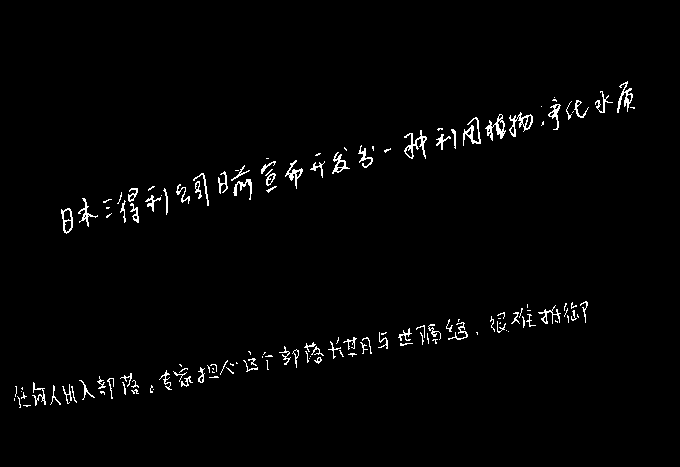 日本三得利公司日前宣布开发出一种利用植物净化水质
任何人出入部落。专家担心这个部落长期与世隔绝，很难抵御